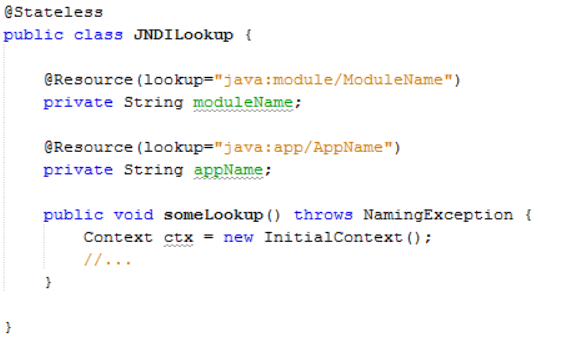 @Stateless
public class JNDILookup {
@Resource(lookup="java:module/ModuleName")
private String moduleName;
@Resource(lookup="java:app/AppName")
private String appName;
public void someLookup() throws NamingException {
Context ctx = new InitialContext();
//...
}
}